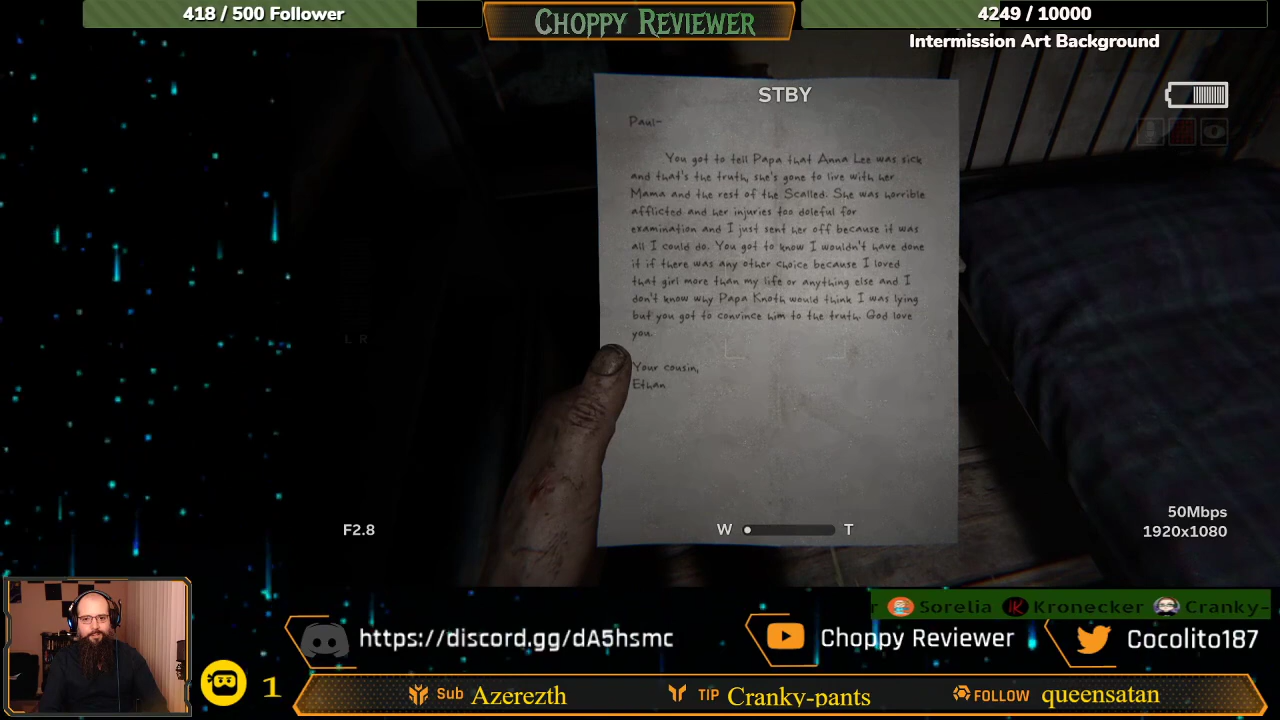 418 / 500 Follower
CHOPPY REVIEWER
4249 / 10000
Intermission Art Background
STBY
Paul-
You got to tell Papa that Anna Lee was sick
and that's the truth, she's gone to live with her
Mama and the rest of the Scalled. She was horrible
afflicted and her injuries too doleful for
examination and I just sent her off because it was
all I could do. You got to know I wouldn't have done
it if there was any other choice because I loved
that girl more than my life or anything else and I
don't know why Papa Knoth would think I was lying
but you got to convince him to the truth. God love
you.
Your cousin,
Ethan
L R
F2.8
W T
50Mbps
1920x1080
r Sorelia Kronecker Cranky-
https://discord.gg/dA5hsmc
Choppy Reviewer
Cocolito187
1
Sub Azerezth
TIP Cranky-pants
FOLLOW queensatan